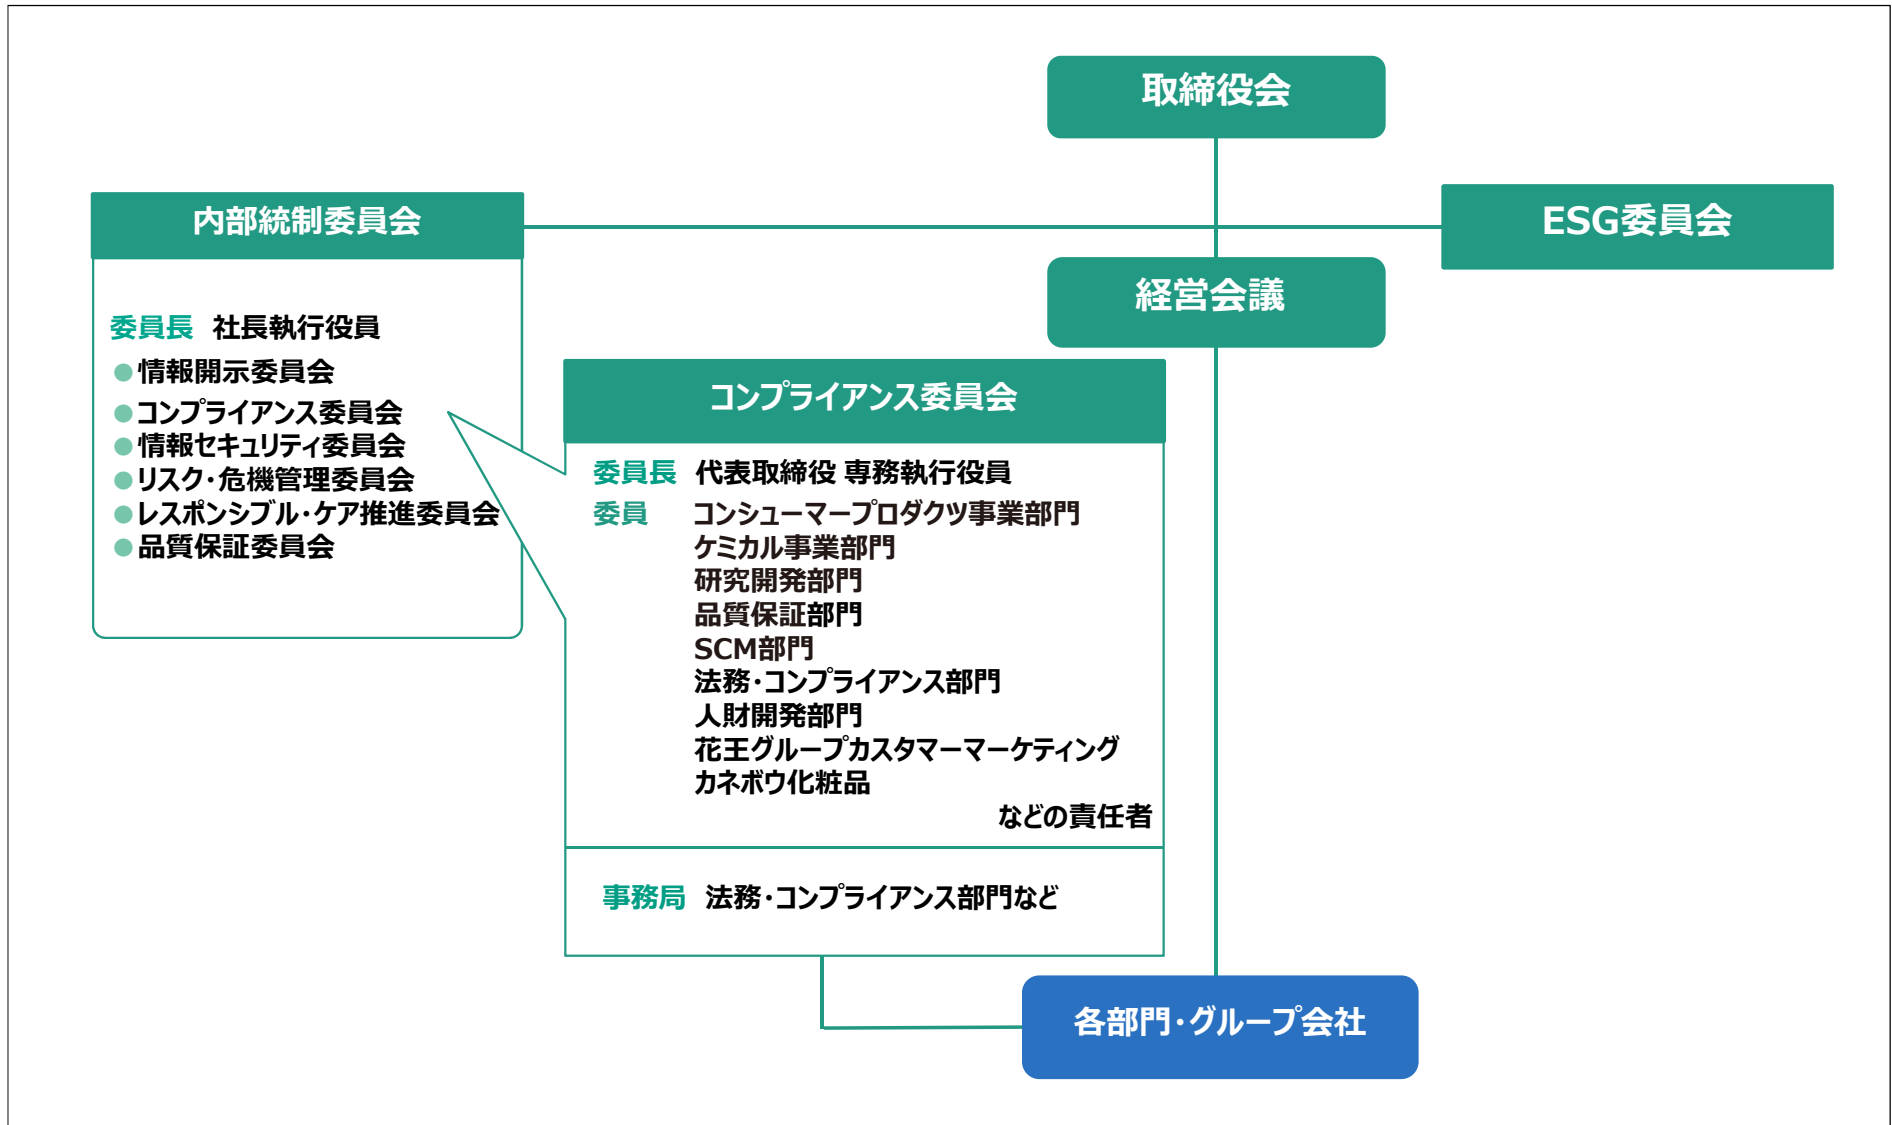 取締役会
内部統制委員会
ESG委員会
経営会議
委員長 社長執行役員
●情報開示委員会
●コンプライアンス委員会
●情報セキュリティ委員会
●リスク・危機管理委員会
●レスポンシブル・ケア推進委員会
●品質保証委員会
コンプライアンス委員会
委員長 代表取締役 専務執行役員
委員 コンシューマープロダクツ事業部門
ケミカル事業部門
研究開発部門
品質保証部門
SCM部門
法務・コンプライアンス部門
人財開発部門
花王グループカスタマーマーケティング
カネボウ化粧品
などの責任者
事務局 法務・コンプライアンス部門など
各部門・グループ会社